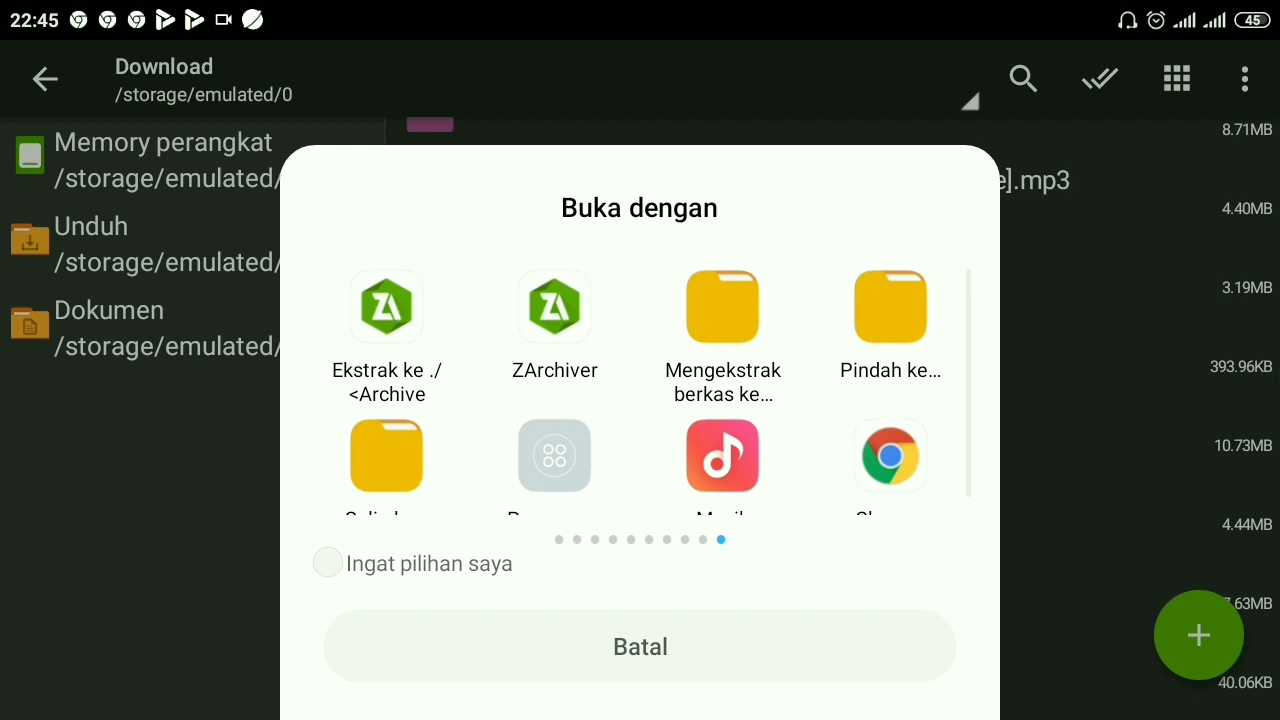 22:45
45
Download
/storage/emulated/0
Memory perangkat
/storage/emulated/
Unduh
/storage/emulated/
Dokumen
/storage/emulated/
8.71MB
e].mp3
4.40MB
3.19MB
393.96KB
10.73MB
4.44MB
7.63MB
40.06KB
Buka dengan
Ekstrak ke ./
<Archive
ZArchiver
Mengekstrak
berkas ke…
Pindah ke…
Ingat pilihan saya
Batal